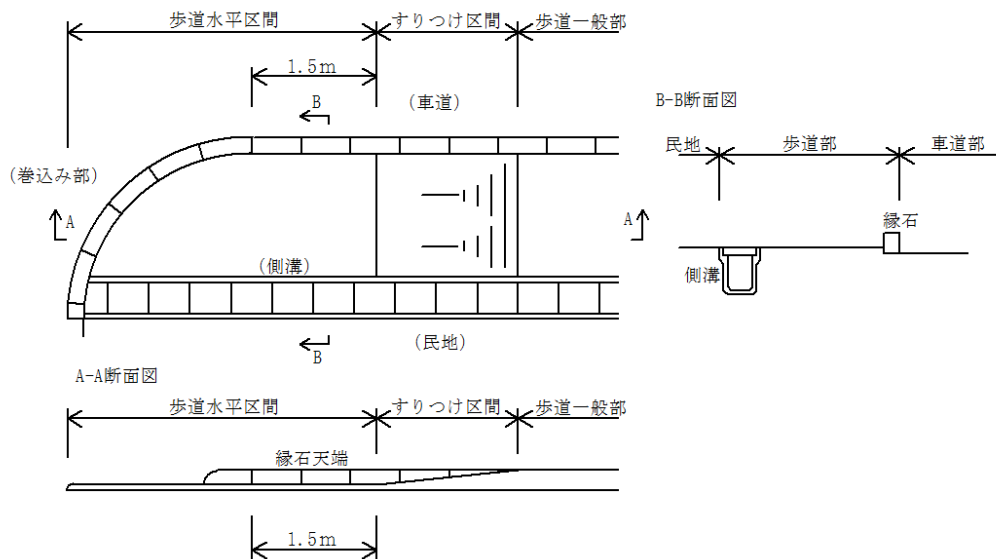 歩道水平区間
すりつけ区間
歩道一般部
1.5m
B
(車道)
(巻込み部)
A
A
(側溝)
B
(民地)
B-B断面図
民地
歩道部
車道部
縁石
側溝
A-A断面図
歩道水平区間
すりつけ区間
歩道一般部
縁石天端
1.5m